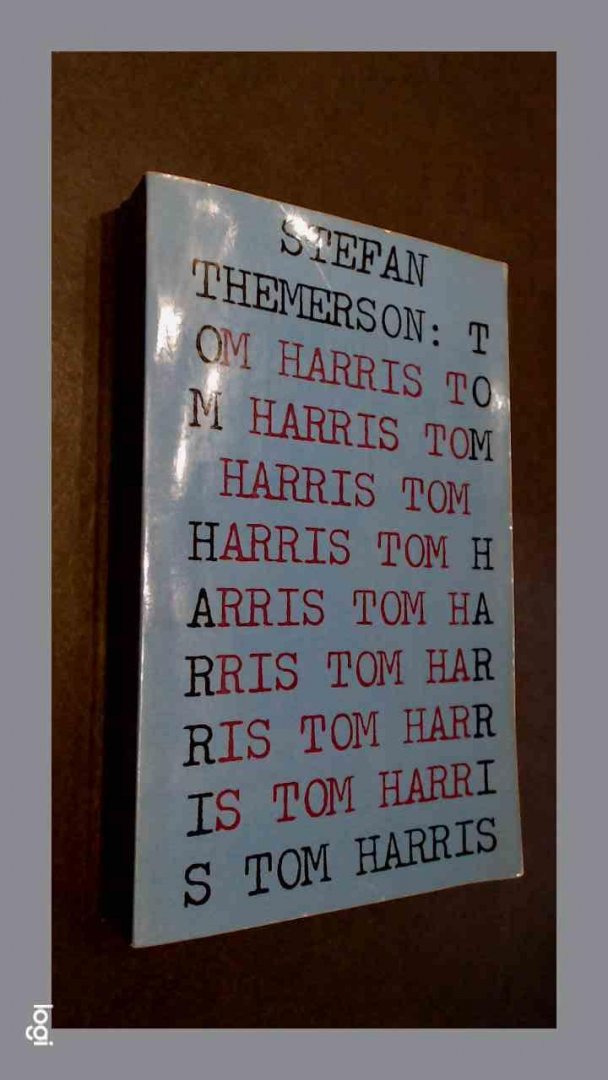 STEFAN
THEMERSON: T
OM HARRIS TO
M HARRIS TOM
HARRIS TOM
HARRIS TOM H
ARRIS TOM HA
RRIS TOM HAR
RIS TOM HARR
IS TOM HARRI
S TOM HARRIS
logi